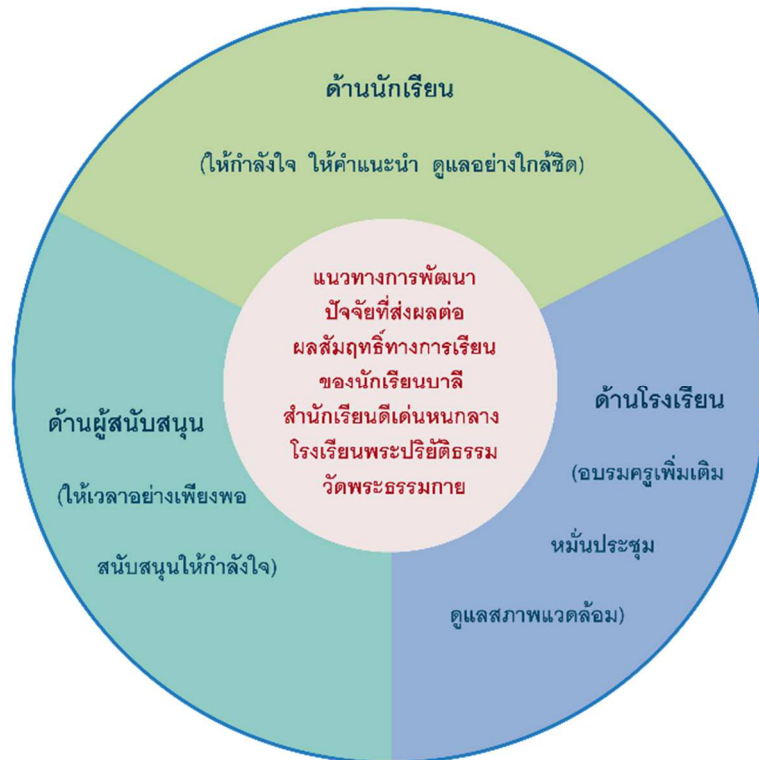 ด้านนักเรียน
(ให้กำลังใจ ให้คำแนะนำ ดูแลอย่างใกล้ชิด)
แนวทางการพัฒนา
ปัจจัยที่ส่งผลต่อ
ผลสัมฤทธิ์ทางการเรียน
ของนักเรียนบาลี
สำนักเรียนดีเด่นหนกลาง
โรงเรียนพระปริยัติธรรม
วัดพระธรรมกาย
ด้านผู้สนับสนุน
(ให้เวลาอย่างเพียงพอ
สนับสนุนให้กำลังใจ)
ด้านโรงเรียน
(อบรมครูเพิ่มเติม
หมั่นประชุม
ดูแลสภาพแวดล้อม)